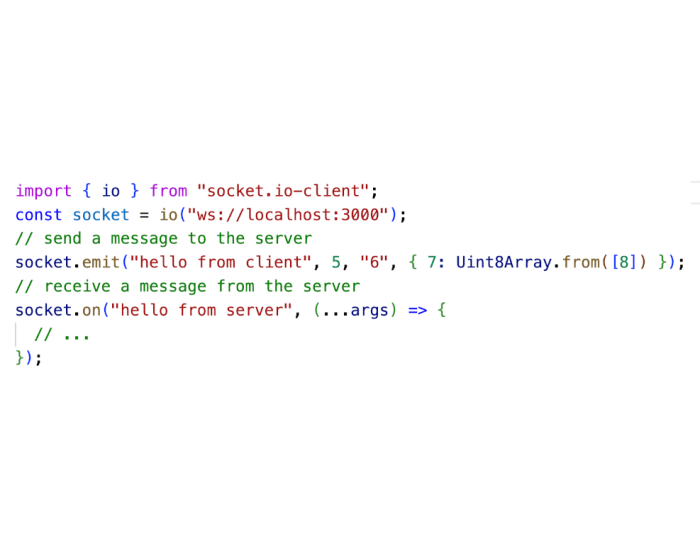 import { io } from "socket.io-client";
const socket = io("ws://localhost:3000");
// send a message to the server
socket.emit("hello from client", 5, "6", { 7: Uint8Array.from([8]) });
// receive a message from the server
socket.on("hello from server", (...args) => {
  // ...
});